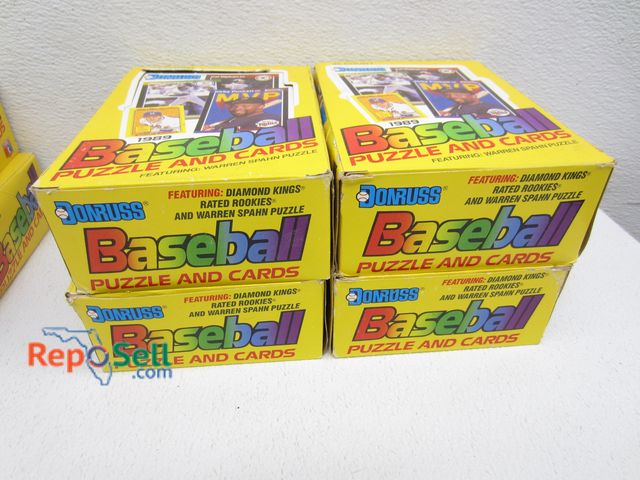 DONRUSS
MVP
1989
Baseball
PUZZLE AND CARDS
FEATURING: WARREN SPAHN PUZZLE
DONRUSS
FEATURING: DIAMOND KINGS®
RATED ROOKIES®
AND WARREN SPAHN PUZZLE
Baseball
PUZZLE AND CARDS
DONRUSS
FEATURING: DIAMOND KINGS®
RATED ROOKIES®
AND WARREN SPAHN PUZZLE
Baseball
PUZZLE AND CARDS
DONRUSS
MVP
1989
Baseball
PUZZLE AND CARDS
FEATURING: WARREN SPAHN PUZZLE
DONRUSS
FEATURING: DIAMOND KINGS®
RATED ROOKIES®
AND WARREN SPAHN PUZZLE
Baseball
PUZZLE AND CARDS
DONRUSS
FEATURING: DIAMOND KINGS®
RATED ROOKIES®
AND WARREN SPAHN PUZZLE
Baseball
PUZZLE AND CARDS
REPOSELL
.com